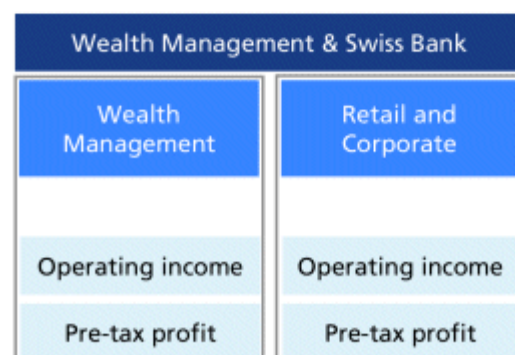 Wealth Management & Swiss Bank
Wealth
Management
Retail and
Corporate
Operating income
Operating income
Pre-tax profit
Pre-tax profit